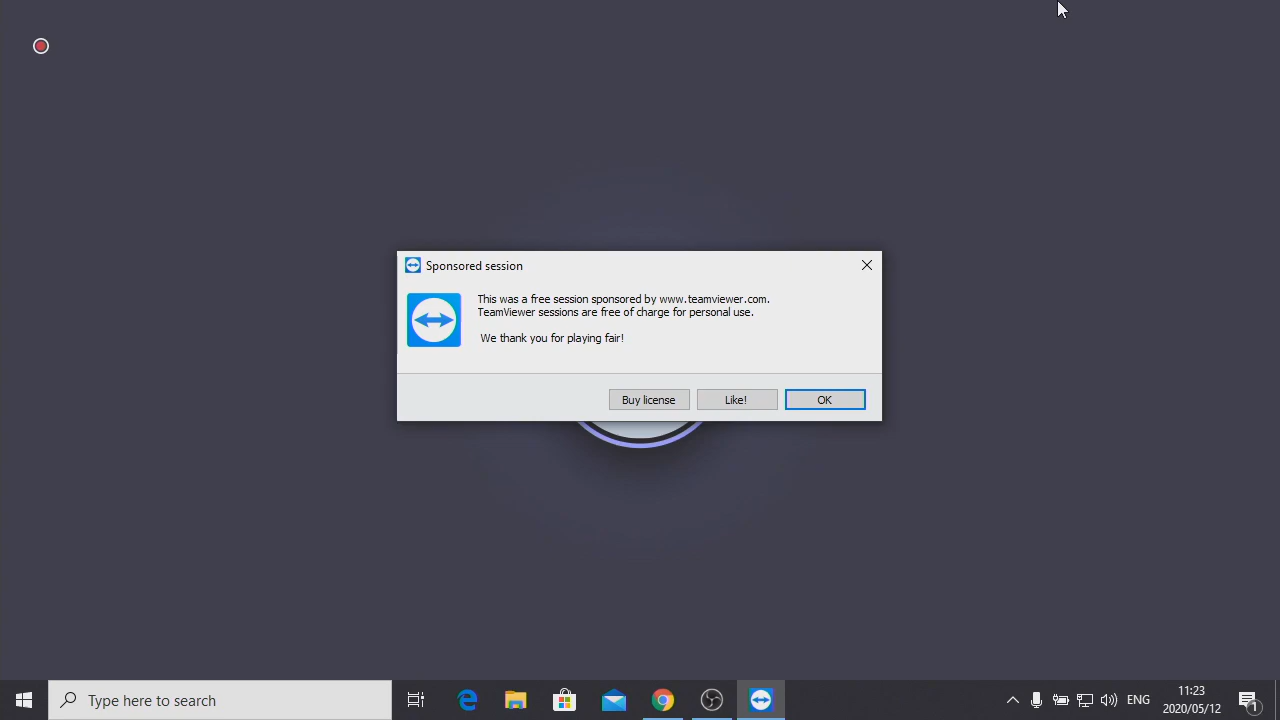 Sponsored session
This was a free session sponsored by www.teamviewer.com.
TeamViewer sessions are free of charge for personal use.
We thank you for playing fair!
Buy license
Like!
OK
Type here to search
ENG
11:23
2020/05/12
1